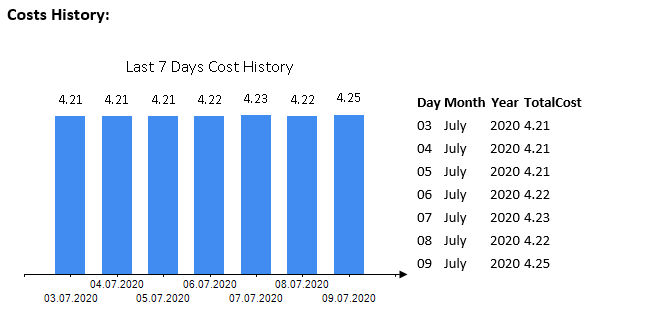 Costs History:
Last 7 Days Cost History
4.21 4.21 4.21 4.22 4.23 4.22 4.25
04.07.2020 06.07.2020 08.07.2020
03.07.2020 05.07.2020 07.07.2020 09.07.2020
Day Month Year TotalCost
03 July 2020 4.21
04 July 2020 4.21
05 July 2020 4.21
06 July 2020 4.22
07 July 2020 4.23
08 July 2020 4.22
09 July 2020 4.25